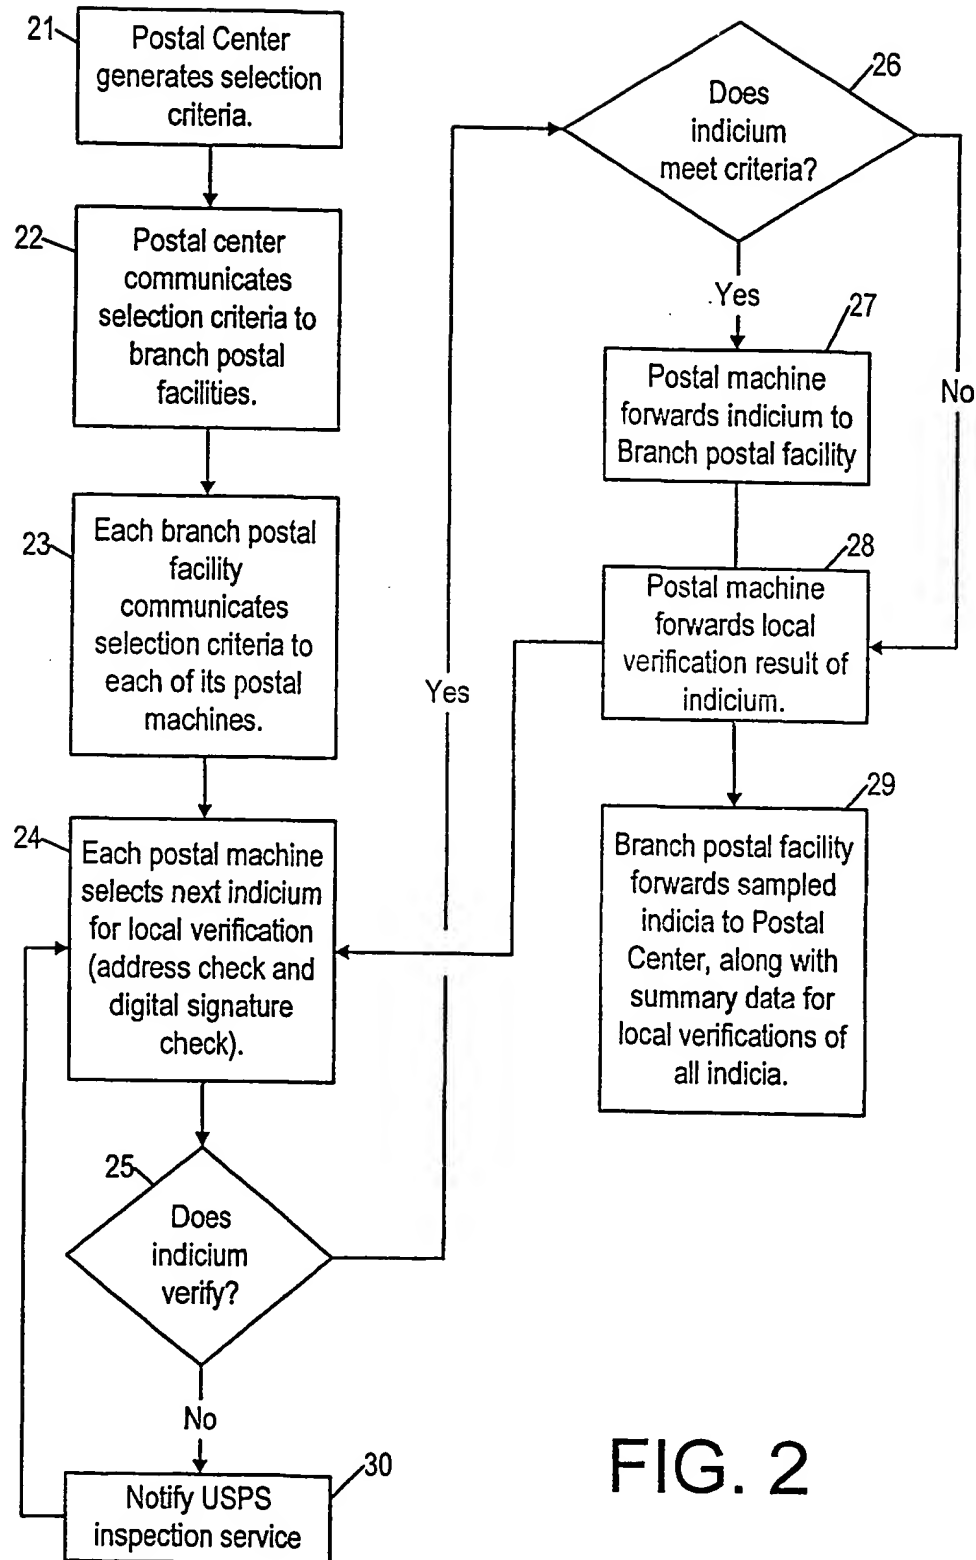 21
Postal Center
generates selection
criteria.
22
Postal center
communicates
selection criteria to
branch postal
facilities.
23
Each branch postal
facility
communicates
selection criteria to
each of its postal
machines.
24
Each postal machine
selects next indicium
for local verification
(address check and
digital signature
check).
25
Does
indicium
verify?
No
30
Notify USPS
inspection service
Yes
26
Does
indicium
meet criteria?
Yes
No
27
Postal machine
forwards indicium to
Branch postal facility
28
Postal machine
forwards local
verification result of
indicium.
29
Branch postal facility
forwards sampled
indicia to Postal
Center, along with
summary data for
local verifications of
all indicia.
FIG. 2